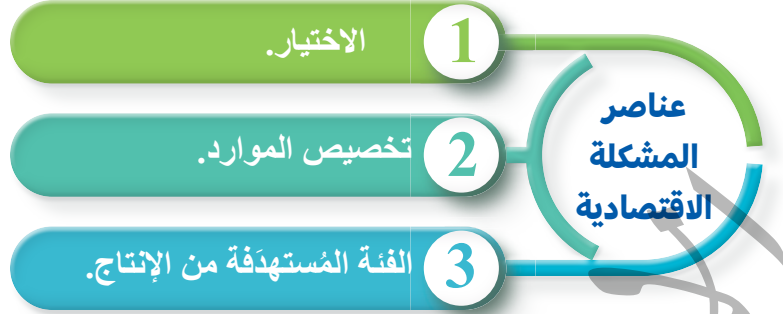 عناصر
المشكلة
الاقتصادية
1 الاختيار.
2 تخصيص الموارد.
3 الفئة المُستهدَفة من الإنتاج.